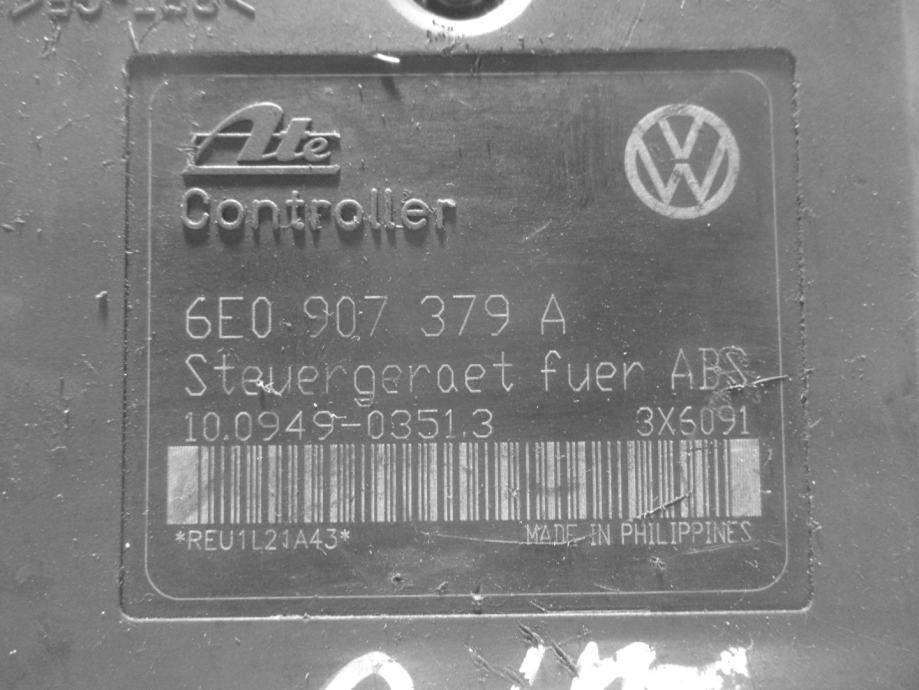 Ate
Controller
6E0 907 379 A
Steuergeraet fuer ABS
10.0949-0351.3 3X6091
*REU1L21A43* MADE IN PHILIPPINES